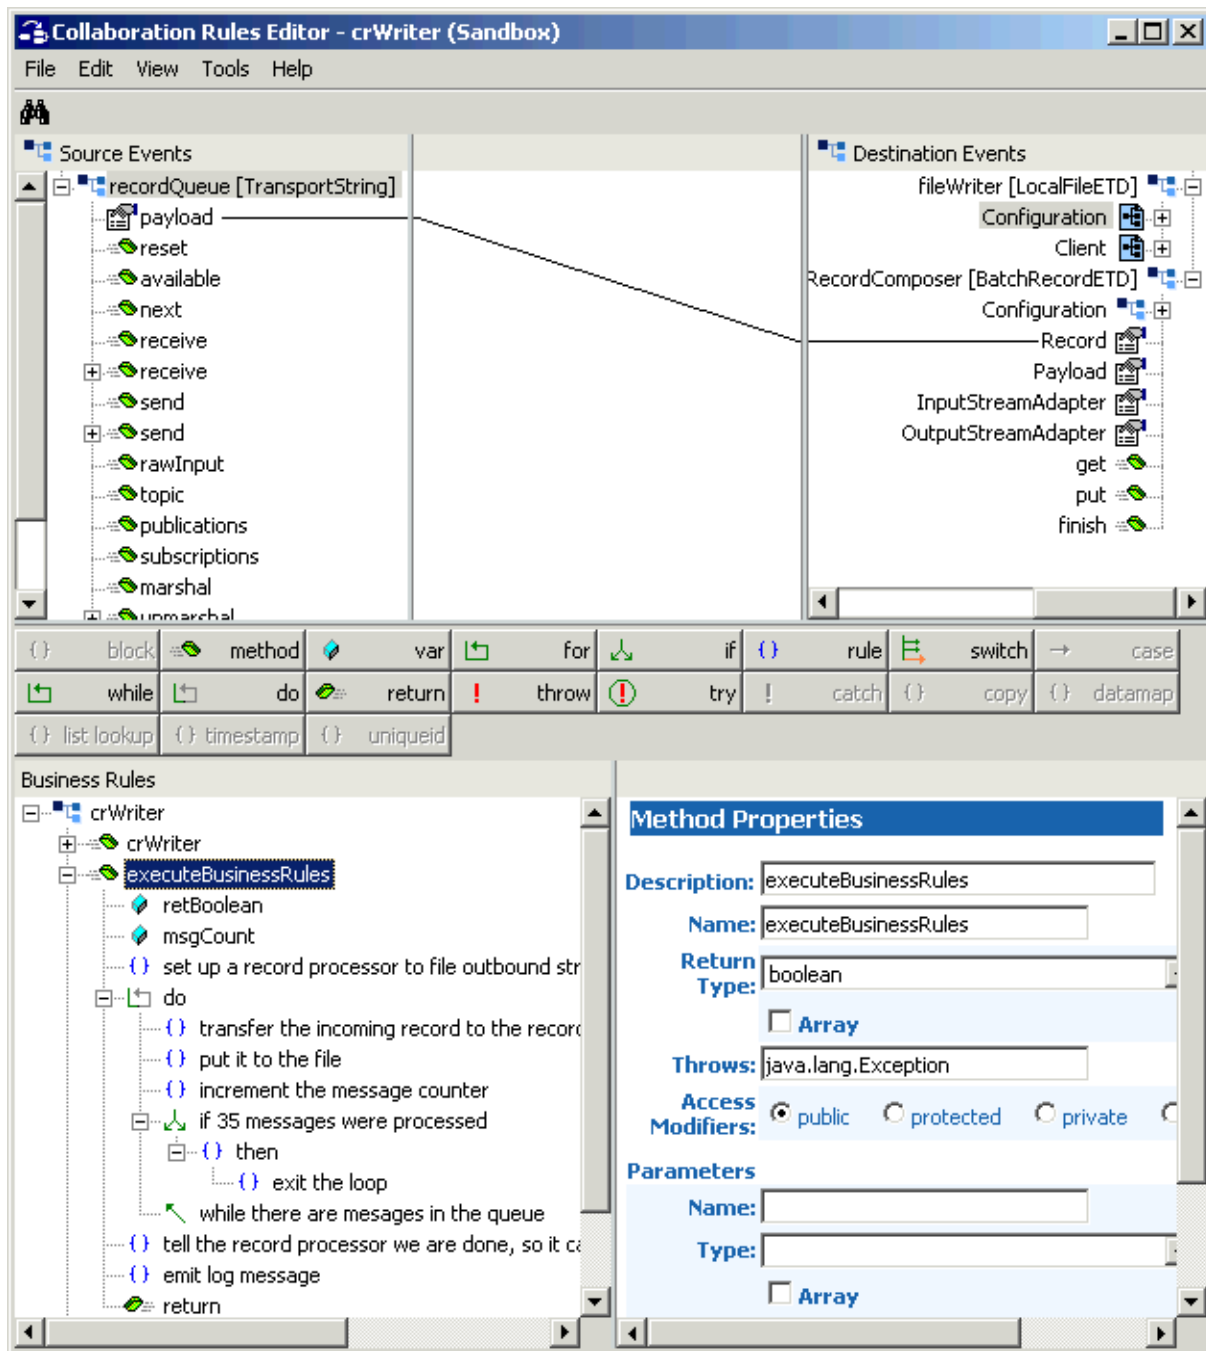 Collaboration Rules Editor - crWriter (Sandbox)
File Edit View Tools Help
Source Events
Destination Events
recordQueue [TransportString]
payload
reset
available
next
receive
receive
send
send
rawInput
topic
publications
subscriptions
marshal
unmarshal
fileWriter [LocalFileETD]
Configuration
Client
RecordComposer [BatchRecordETD]
Configuration
Record
Payload
InputStreamAdapter
OutputStreamAdapter
get
put
finish
block method var for if rule switch case
while do return throw try catch copy datamap
list lookup timestamp uniqueid
Business Rules
crWriter
crWriter
executeBusinessRules
retBoolean
msgCount
set up a record processor to file outbound str
do
transfer the incoming record to the record
put it to the file
increment the message counter
if 35 messages were processed
then
exit the loop
while there are mesages in the queue
tell the record processor we are done, so it ca
emit log message
return
Method Properties
Description: executeBusinessRules
Name: executeBusinessRules
Return Type: boolean
Array
Throws: java.lang.Exception
Access Modifiers: public protected private
Parameters
Name:
Type:
Array